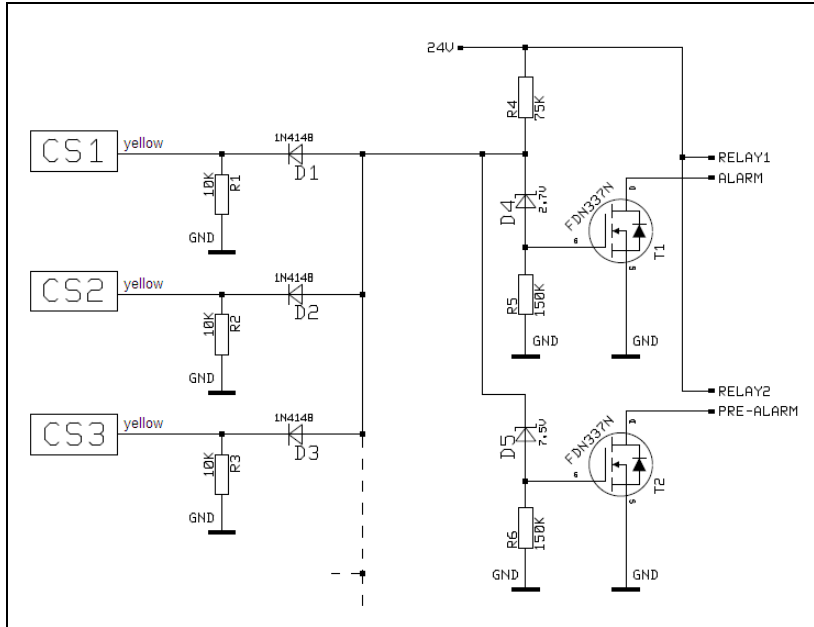 24V
R4
75K
CS1
yellow
1N4148
D1
10K
R1
GND
RELAY1
ALARM
D4
2.7V
FDN337N
D
G
S
T1
R5
150K
GND
GND
CS2
yellow
1N4148
D2
10K
R2
GND
RELAY2
PRE-ALARM
CS3
yellow
1N4148
D3
10K
R3
GND
D5
7.5V
FDN337N
D
G
S
T2
R6
150K
GND
GND